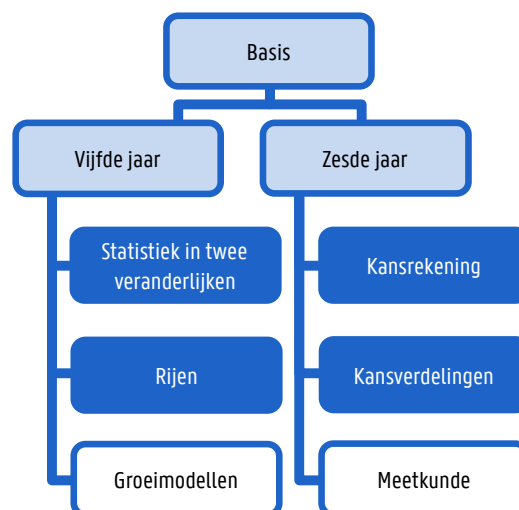 Basis
Vijfde jaar
Zesde jaar
Statistiek in twee
veranderlijken
Kansrekening
Rijen
Kansverdelingen
Groeimodellen
Meetkunde